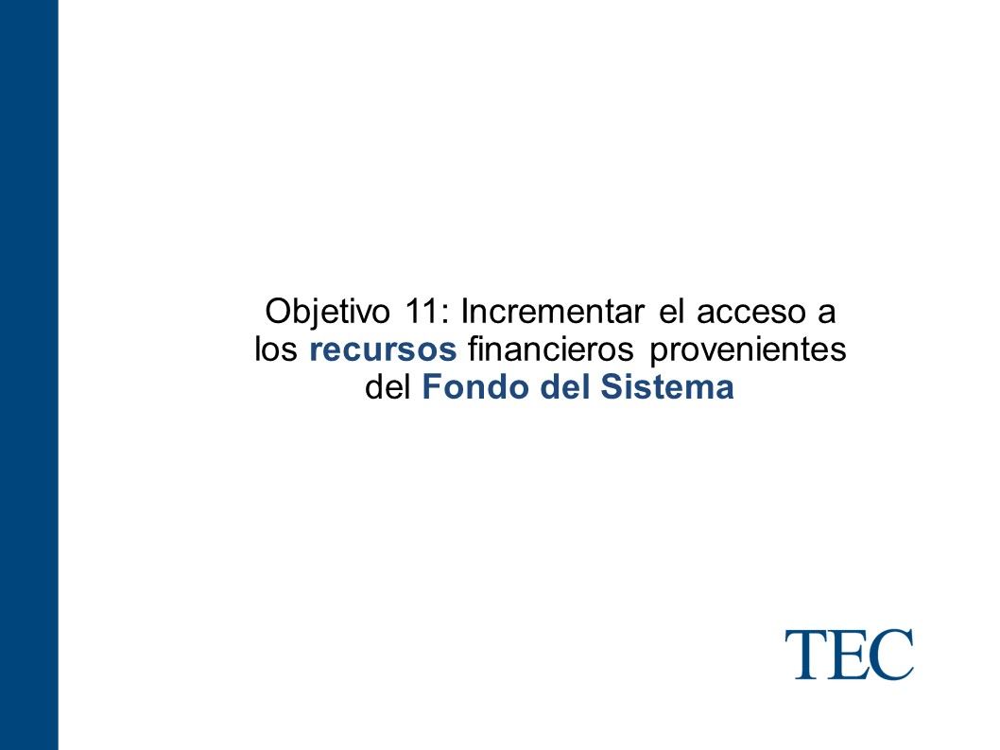 Objetivo 11: Incrementar el acceso a
los recursos financieros provenientes
del Fondo del Sistema
TEC